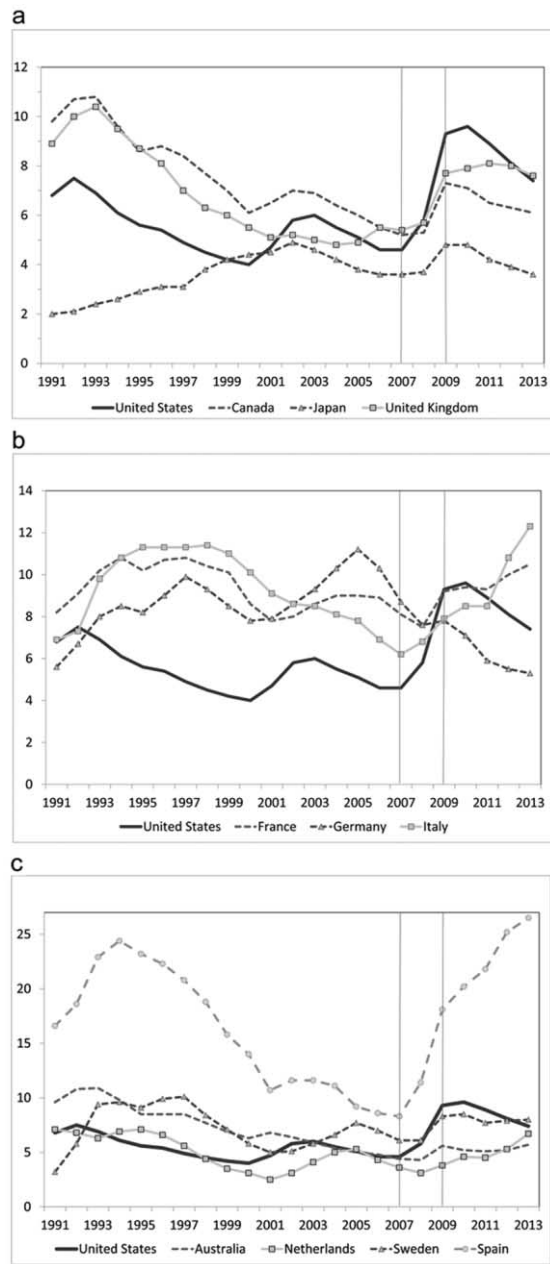 a
12
10
8
6
4
2
0
1991 1993 1995 1997 1999 2001 2003 2005 2007 2009 2011 2013
United States Canada Japan United Kingdom
b
14
12
10
8
6
4
2
0
1991 1993 1995 1997 1999 2001 2003 2005 2007 2009 2011 2013
United States France Germany Italy
c
25
20
15
10
5
0
1991 1993 1995 1997 1999 2001 2003 2005 2007 2009 2011 2013
United States Australia Netherlands Sweden Spain